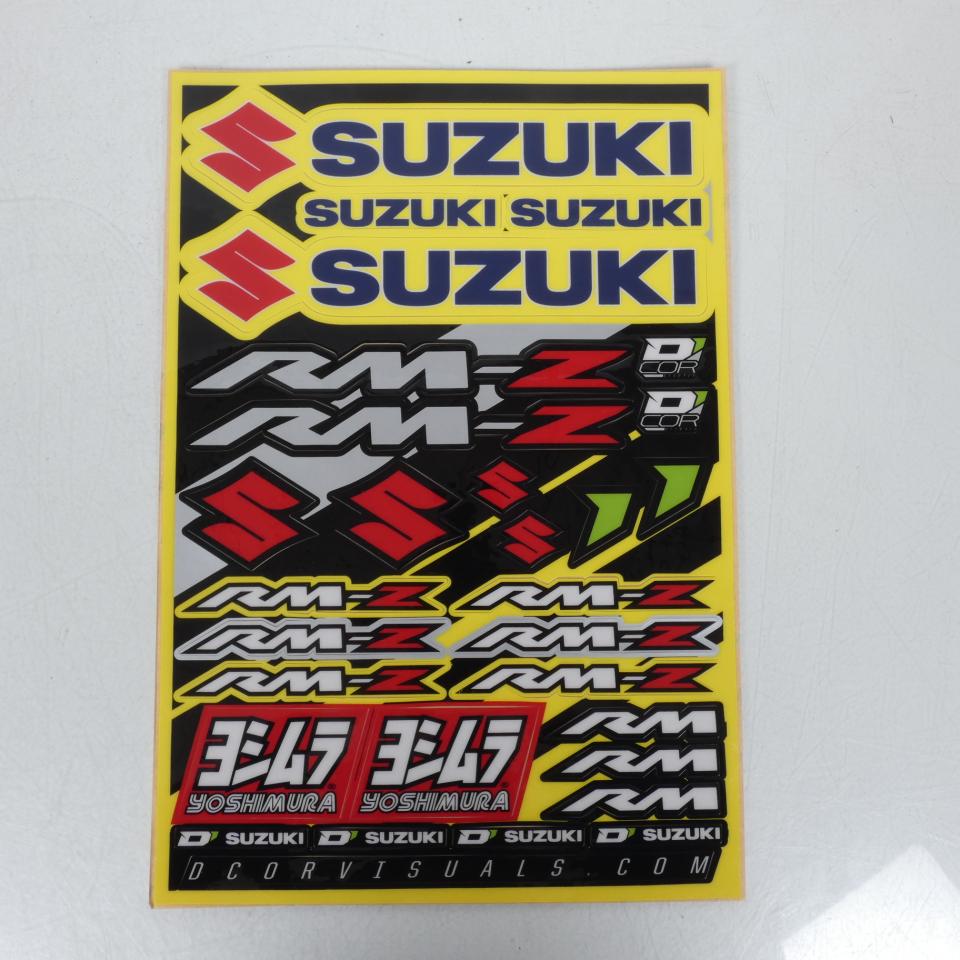 SUZUKI
SUZUKI SUZUKI
SUZUKI
RM-Z D'COR
RM-Z D'COR
RM-Z RM-Z
RM-Z RM-Z
RM-Z RM-Z
ヨシムラ ヨシムラ RM
YOSHIMURA YOSHIMURA RM
RM
D' SUZUKI D' SUZUKI D' SUZUKI D' SUZUKI
DCORVISUALS.COM